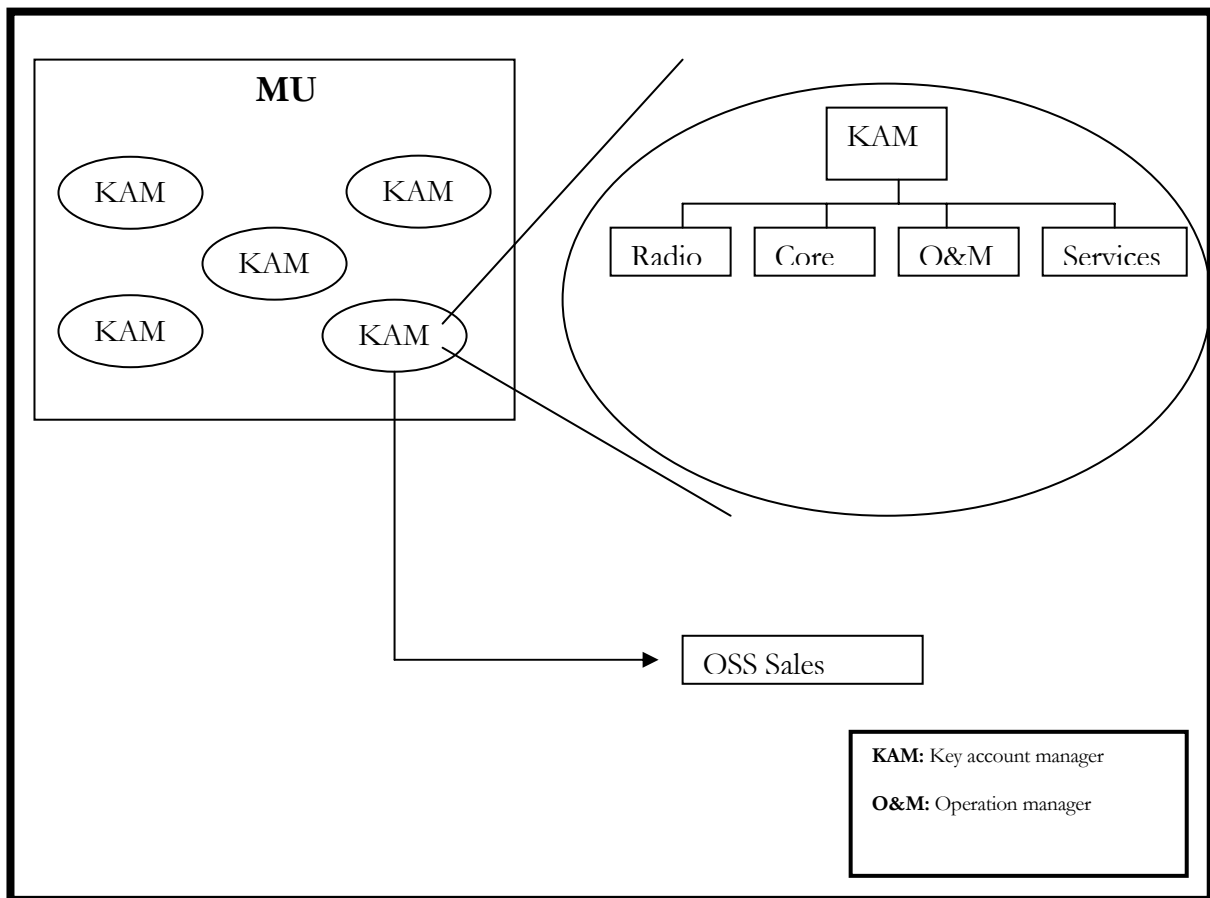 MU
KAM
KAM
KAM
KAM
KAM
KAM
Radio
Core
O&M
Services
OSS Sales
KAM: Key account manager
O&M: Operation manager